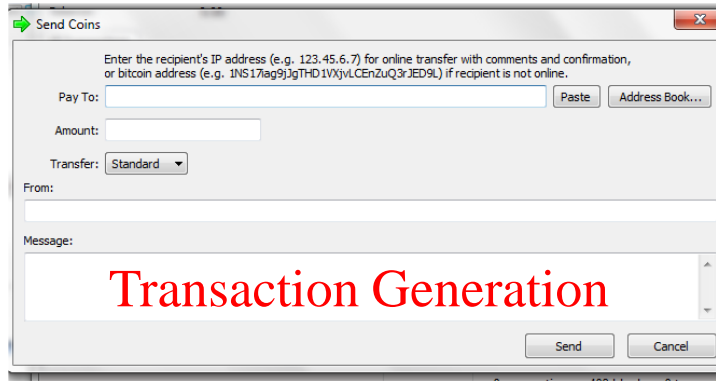 Send Coins
Enter the recipient's IP address (e.g. 123.45.6.7) for online transfer with comments and confirmation,
or bitcoin address (e.g. 1NS17iag9jJgTHD1VXjvLCEnZuQ3rJED9L) if recipient is not online.
Pay To: Paste Address Book...
Amount:
Transfer: Standard
From:
Message:
Transaction Generation
Send Cancel